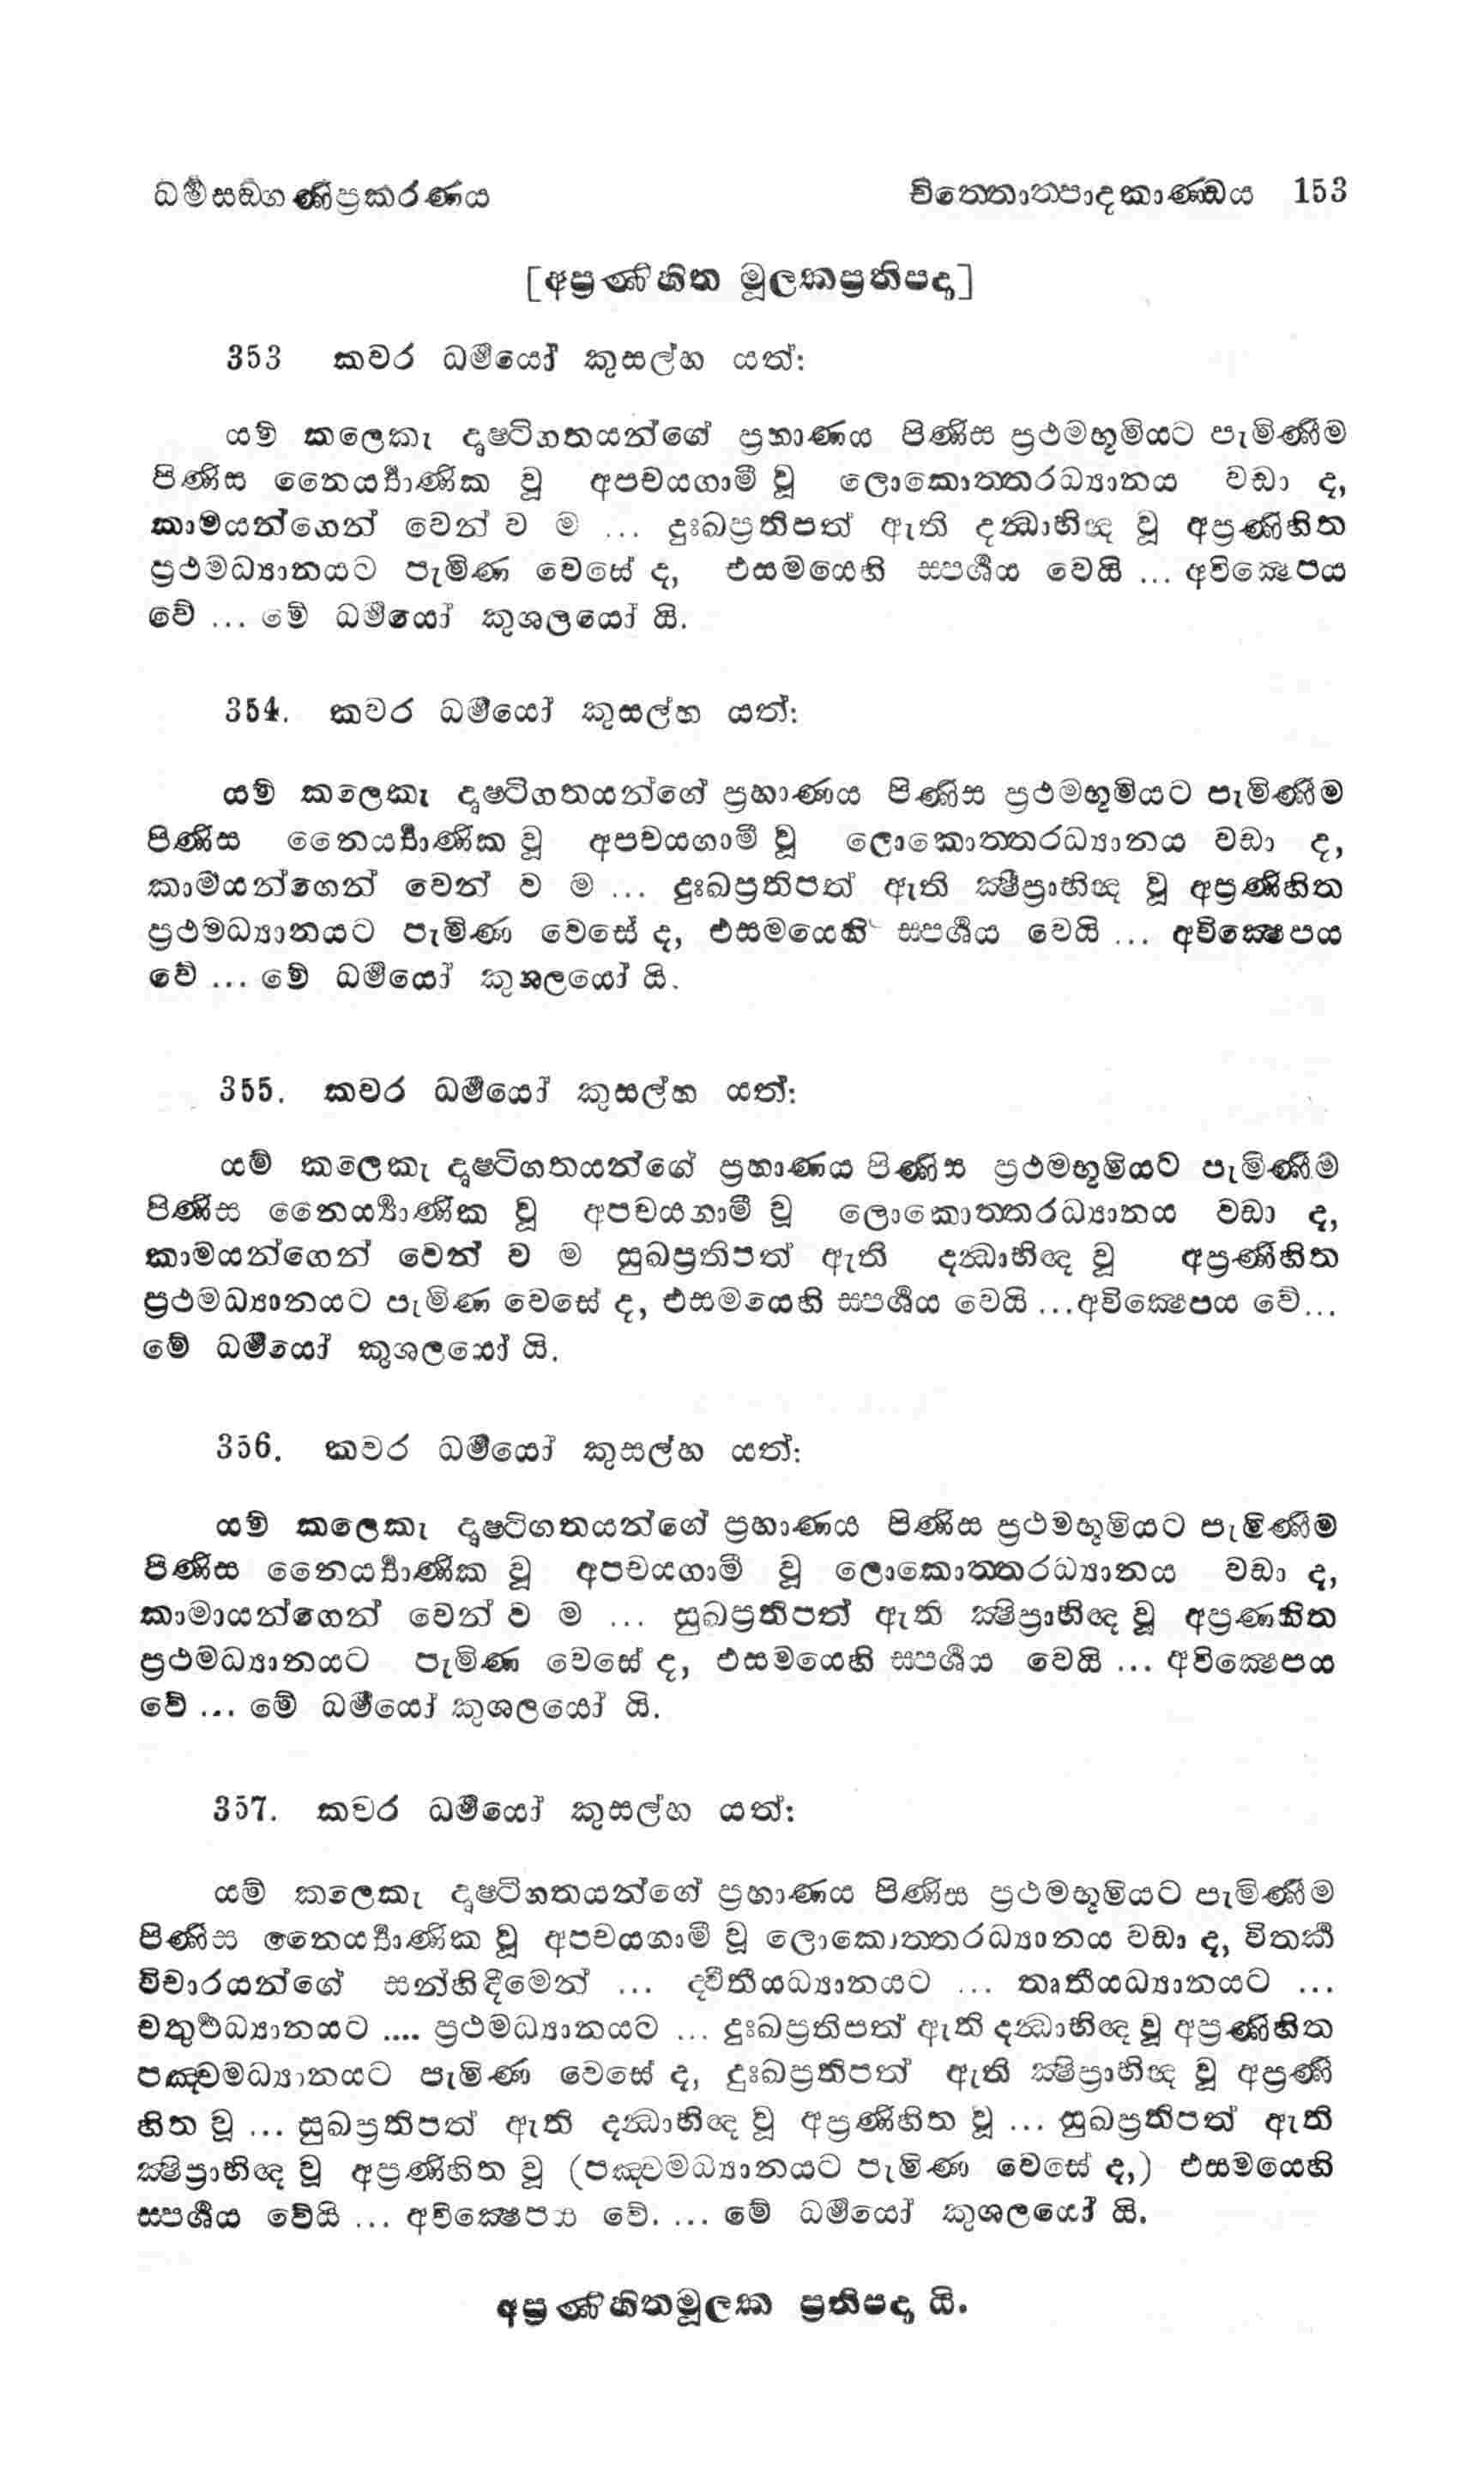 ධර්‍මසඞ්ගණිප්‍රකරණය චිත්තොත්පාදකාණ්ඩය 153
[අප්‍රණිහිත මූලකප්‍රතිපදා]
353 කවර ධර්‍මයෝ කුසල්හ යත්:
යම් කලෙකැ දෘෂ්ටිගතයන්ගේ ප්‍රහාණය පිණිස ප්‍රථමභූමියට පැමිණීම
පිණිස නෛර්‍ය්‍යාණික වූ අපචයගාමී වූ ලොකොත්තරධ්‍යානය වඩා ද,
කාමයන්ගෙන් වෙන් ව ම ... දුඃඛප්‍රතිපත් ඇති දන්ධාභිඥ වූ අප්‍රණිහිත
ප්‍රථමධ්‍යානයට පැමිණ වෙසේ ද, එසමයෙහි ස්පර්‍ශය වෙයි ... අවික්‍ෂෙපය
වේ ... මේ ධර්‍මයෝ කුශලයෝ යි.
354. කවර ධර්‍මයෝ කුසල්හ යත්:
යම් කලෙකැ දෘෂ්ටිගතයන්ගේ ප්‍රහාණය පිණිස ප්‍රථමභූමියට පැමිණීම
පිණිස නෛර්‍ය්‍යාණික වූ අපචයගාමී වූ ලොකොත්තරධ්‍යානය වඩා ද,
කාමයන්ගෙන් වෙන් ව ම ... දුඃඛප්‍රතිපත් ඇති ක්‍ෂිප්‍රාභිඥ වූ අප්‍රණිහිත
ප්‍රථමධ්‍යානයට පැමිණ වෙසේ ද, එසමයෙහි ස්පර්‍ශය වෙයි ... අවික්‍ෂෙපය
වේ ... මේ ධර්‍මයෝ කුශලයෝ යි.
355. කවර ධර්‍මයෝ කුසල්හ යත්:
යම් කලෙකැ දෘෂ්ටිගතයන්ගේ ප්‍රහාණය පිණිස ප්‍රථමභූමියට පැමිණීම
පිණිස නෛර්‍ය්‍යාණික වූ අපචයගාමී වූ ලොකොත්තරධ්‍යානය වඩා ද,
කාමයන්ගෙන් වෙන් ව ම සුඛප්‍රතිපත් ඇති දන්ධාභිඥ වූ අප්‍රණිහිත
ප්‍රථමධ්‍යානයට පැමිණ වෙසේ ද, එසමයෙහි ස්පර්‍ශය වෙයි ...අවික්‍ෂෙපය වේ...
මේ ධර්‍මයෝ කුශලයෝ යි.
356. කවර ධර්‍මයෝ කුසල්හ යත්:
යම් කලෙකැ දෘෂ්ටිගතයන්ගේ ප්‍රහාණය පිණිස ප්‍රථමභූමියට පැමිණීම
පිණිස නෛර්‍ය්‍යාණික වූ අපචයගාමී වූ ලොකොත්තරධ්‍යානය වඩා ද,
කාමායන්ගෙන් වෙන් ව ම ... සුඛප්‍රතිපත් ඇති ක්‍ෂිප්‍රාභිඥ වූ අප්‍රණහිත
ප්‍රථමධ්‍යානයට පැමිණ වෙසේ ද, එසමයෙහි ස්පර්‍ශය වෙයි ... අවික්‍ෂෙපය
වේ ... මේ ධර්‍මයෝ කුශලයෝ යි.
357. කවර ධර්‍මයෝ කුසල්හ යත්:
යම් කලෙකැ දෘෂ්ටිගතයන්ගේ ප්‍රහාණය පිණිස ප්‍රථමභූමියට පැමිණීම
පිණිස නෛර්‍ය්‍යාණික වූ අපචයගාමී වූ ලොකොත්තරධ්‍යානය වඩා ද, විතර්‍ක
විචාරයන්ගේ සන්හිඳීමෙන් ... ද්විතීයධ්‍යානයට ... තෘතීයධ්‍යානයට ...
චතුර්‍ථධ්‍යානයට .... ප්‍රථමධ්‍යානයට ... දුඃඛප්‍රතිපත් ඇති දන්ධාභිඥ වූ අප්‍රණිහිත
පඤ්චමධ්‍යානයට පැමිණ වෙසේ ද, දුඃඛප්‍රතිපත් ඇති ක්‍ෂිප්‍රාභිඥ වූ අප්‍රණි
හිත වූ ... සුඛප්‍රතිපත් ඇති දන්ධාභිඥ වූ අප්‍රණිහිත වූ ... සුඛප්‍රතිපත් ඇති
ක්‍ෂිප්‍රාභිඥ වූ අප්‍රණිහිත වූ (පඤ්චමධ්‍යානයට පැමිණ වෙසේ ද,) එසමයෙහි
ස්පර්‍ශය වේයි ... අවික්‍ෂෙපය වේ. ... මේ ධර්‍මයෝ කුශලයෝ යි.
අප්‍රණිහිතමූලක ප්‍රතිපදා යි.